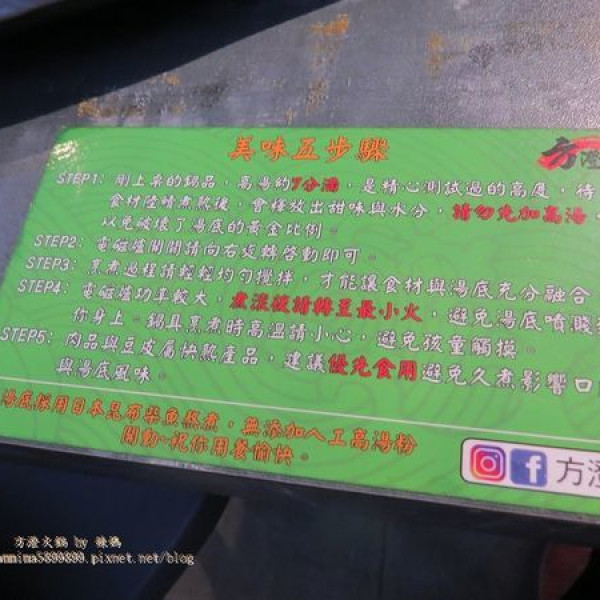 美味五步驟
方澄
STEP1: 剛上桌的鍋品，高湯約7分滿，是精心測試過的高度，待
食材陸續煮熟後，會釋放出甜味與水分，請勿先加高湯，
以免破壞了湯底的黃金比例。
STEP2: 電磁爐開關請向右旋轉啓動即可。
STEP3: 烹煮過程請輕輕均勻攪拌，才能讓食材與湯底充分融合
STEP4: 電磁爐功率較大，煮滾後請轉至最小火，避免湯底噴濺
你身上。鍋具烹煮時高溫請小心，避免孩童觸摸。
STEP5: 肉品與豆皮屬快熟產品，建議優先食用避免久煮影響口
與湯底風味。
湯底採用日本昆布柴魚熬煮，無添加人工高湯粉
開動~祝你用餐愉快。
方澄
方澄火鍋 by 辣媽
annima5899899.pixnet.net/blog